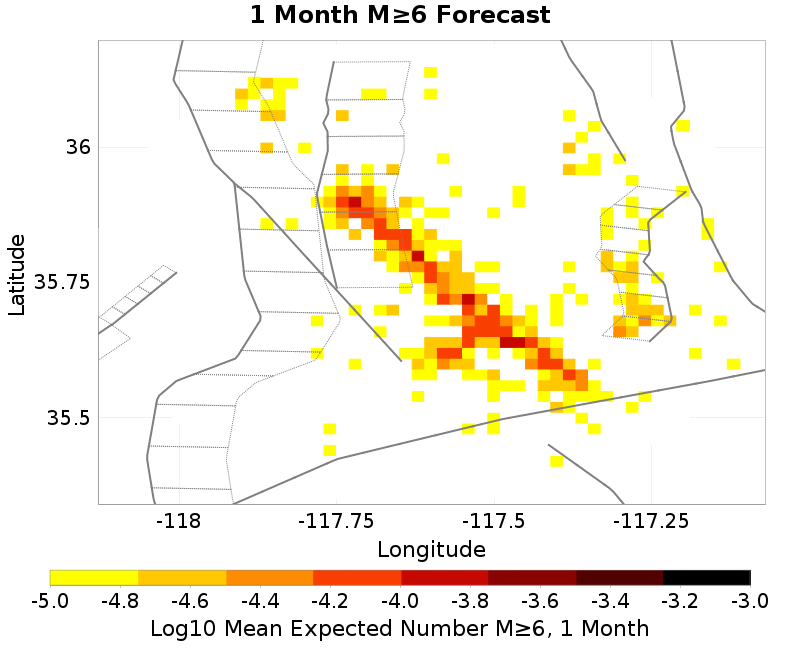 1 Month M≥6 Forecast
Latitude
36
35.75
35.5
-118 -117.75 -117.5 -117.25
Longitude
-5.0 -4.8 -4.6 -4.4 -4.2 -4.0 -3.8 -3.6 -3.4 -3.2 -3.0
Log10 Mean Expected Number M≥6, 1 Month